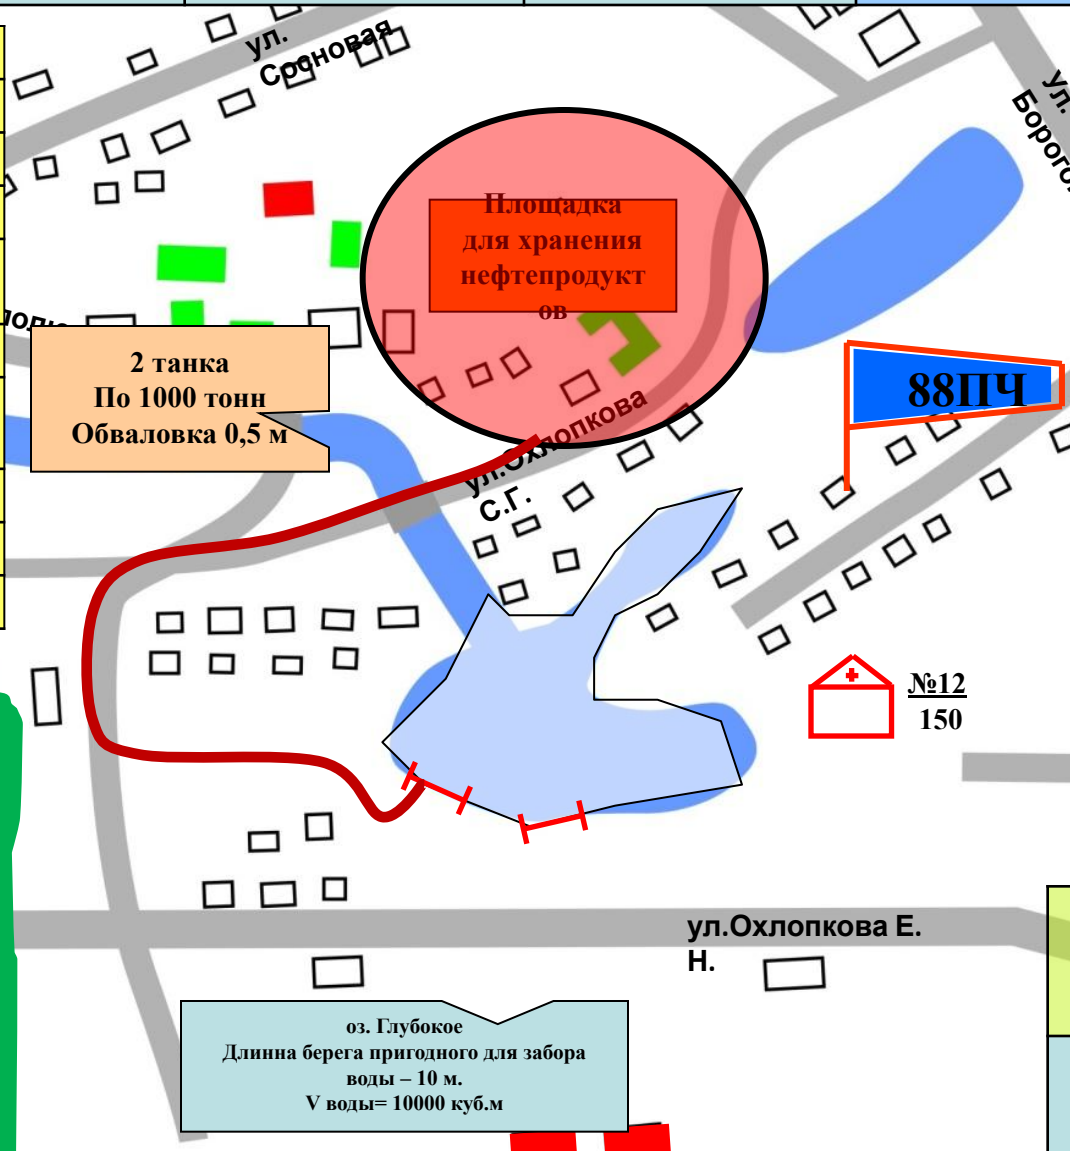 ул.
Сосновая
Ул.
Площадка
для хранения
нефтепродукт
ов
2 танка
По 1000 тонн
Обваловка 0,5 м
88ПЧ
ул.Охлопкова
С.Г.
№12
150
ул.Охлопкова Е.
Н.
оз. Глубокое
Длинна берега пригодного для забора
воды – 10 м.
V воды= 10000 куб.м